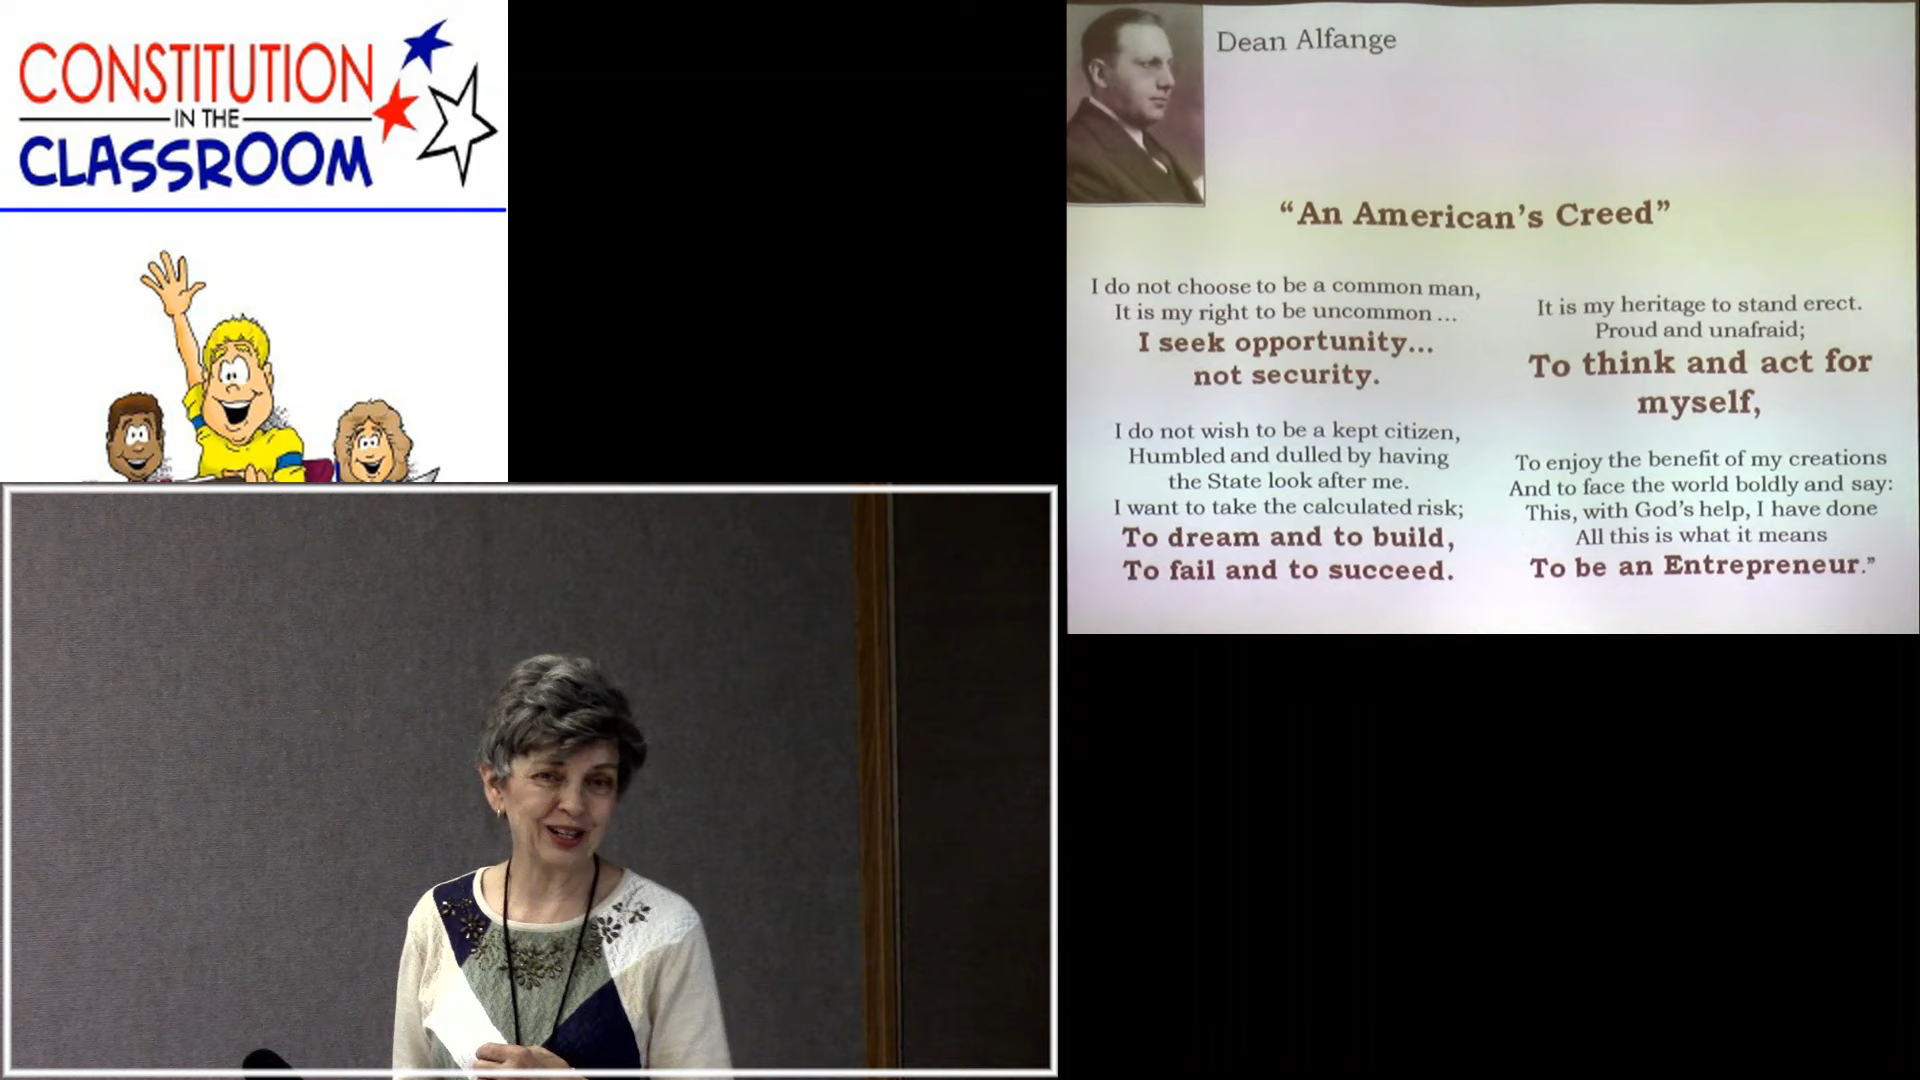 CONSTITUTION
IN THE
CLASSROOM
Dean Alfange
“An American’s Creed”
I do not choose to be a common man,
It is my right to be uncommon ...
I seek opportunity...
not security.
I do not wish to be a kept citizen,
Humbled and dulled by having
the State look after me.
I want to take the calculated risk;
To dream and to build,
To fail and to succeed.
It is my heritage to stand erect.
Proud and unafraid;
To think and act for
myself,
To enjoy the benefit of my creations
And to face the world boldly and say:
This, with God’s help, I have done
All this is what it means
To be an Entrepreneur.”